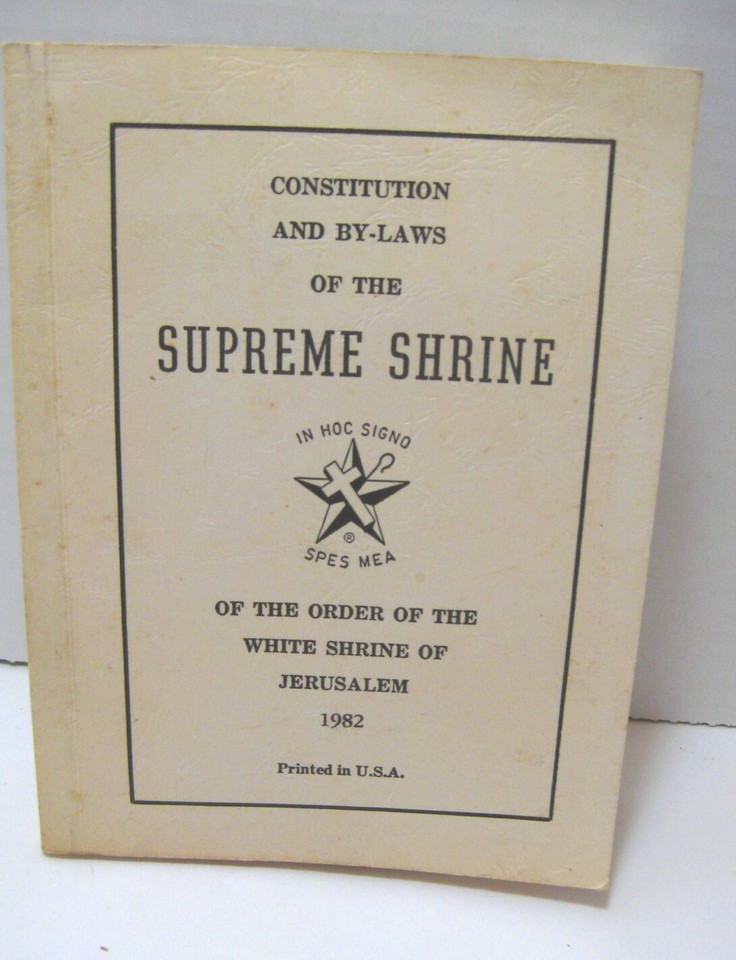 CONSTITUTION
AND BY-LAWS
OF THE
SUPREME SHRINE
IN HOC SIGNO
®
SPES MEA
OF THE ORDER OF THE
WHITE SHRINE OF
JERUSALEM
1982
Printed in U.S.A.